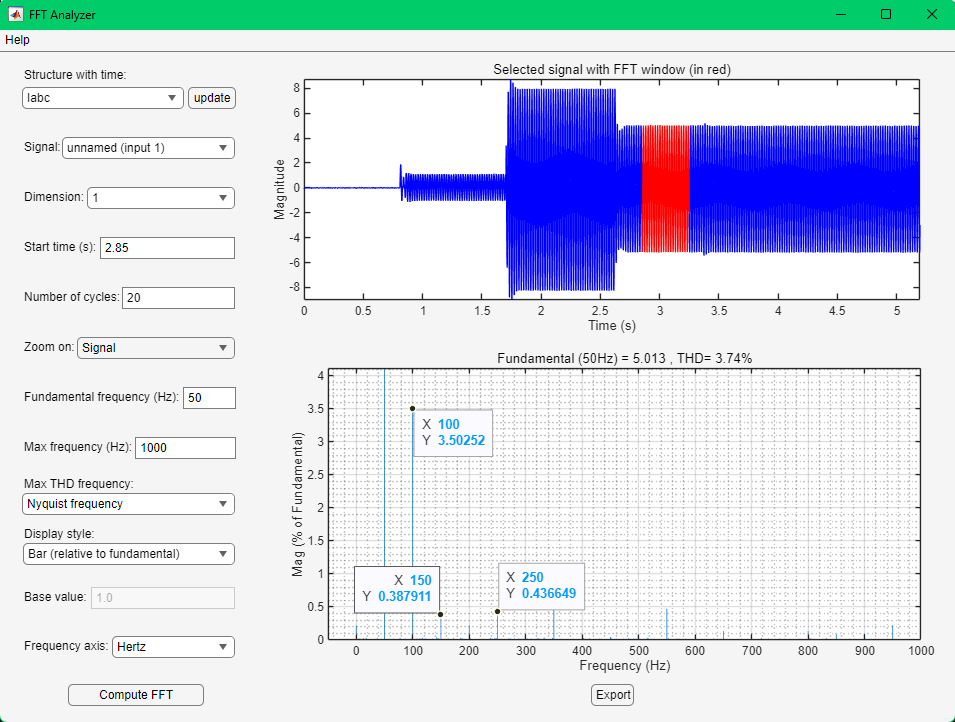 FFT Analyzer
Help
Structure with time:
Iabc
update
Signal: unnamed (input 1)
Dimension: 1
Start time (s): 2.85
Number of cycles: 20
Zoom on: Signal
Fundamental frequency (Hz): 50
Max frequency (Hz): 1000
Max THD frequency:
Nyquist frequency
Display style:
Bar (relative to fundamental)
Base value: 1.0
Frequency axis: Hertz
Compute FFT
Selected signal with FFT window (in red)
Magnitude
8
6
4
2
0
-2
-4
-6
-8
0 0.5 1 1.5 2 2.5 3 3.5 4 4.5 5
Time (s)
Fundamental (50Hz) = 5.013 , THD= 3.74%
Mag (% of Fundamental)
4
3.5
3
2.5
2
1.5
1
0.5
0
X 100
Y 3.50252
X 150
Y 0.387911
X 250
Y 0.436649
0 100 200 300 400 500 600 700 800 900 1000
Frequency (Hz)
Export